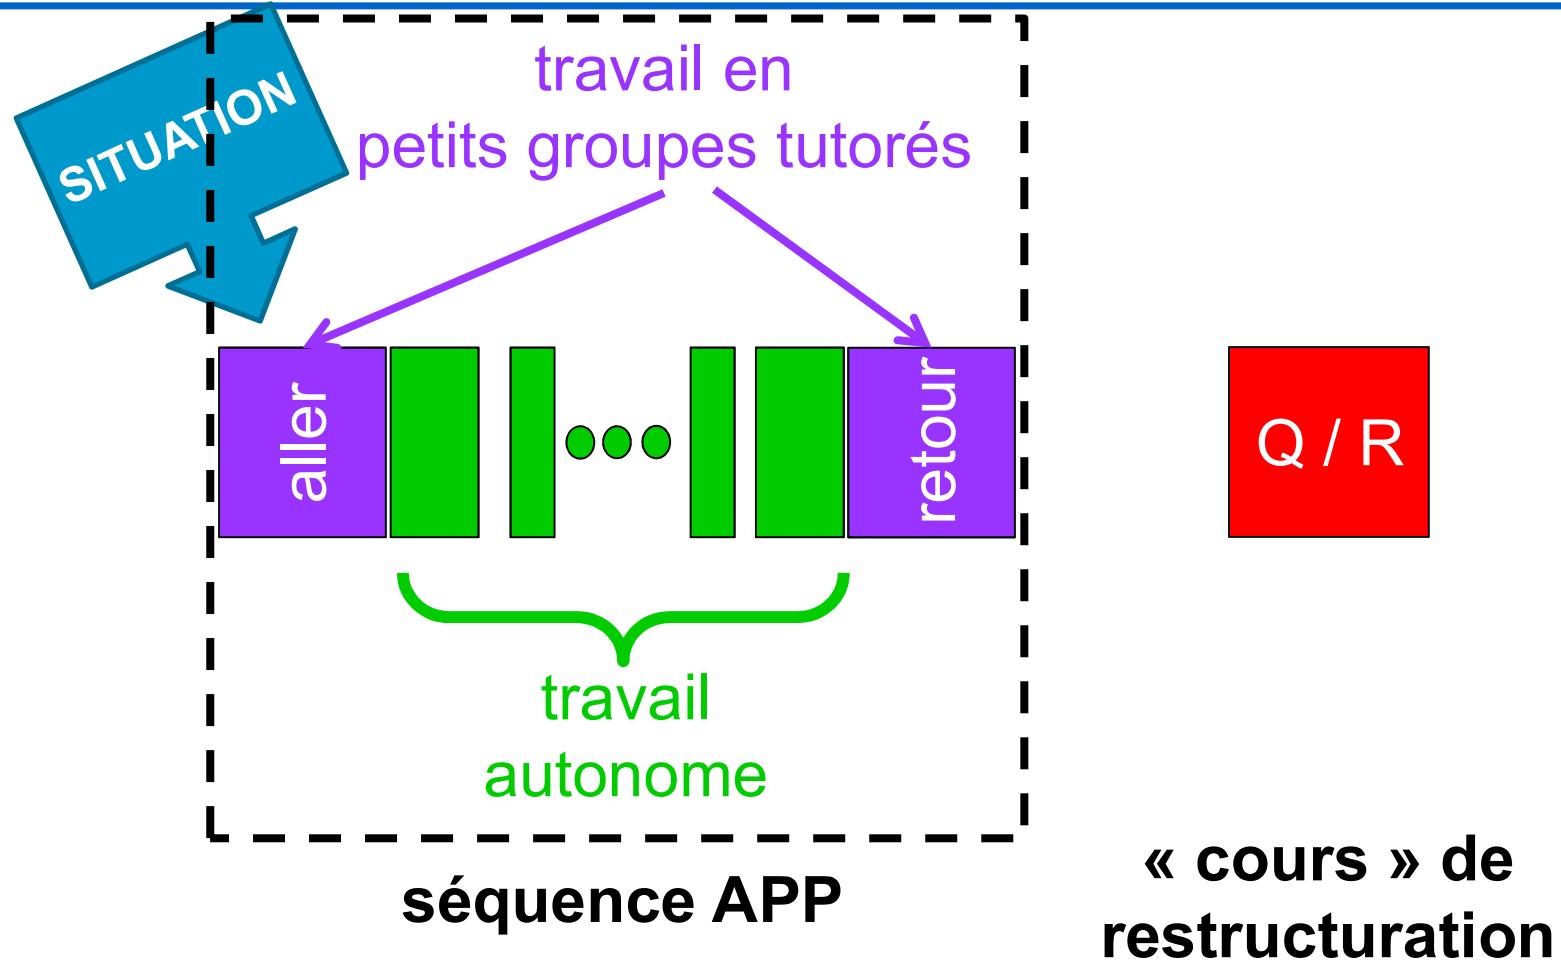 SITUATION
travail en
petits groupes tutorés
aller
retour
Q / R
travail
autonome
séquence APP
« cours » de
restructuration